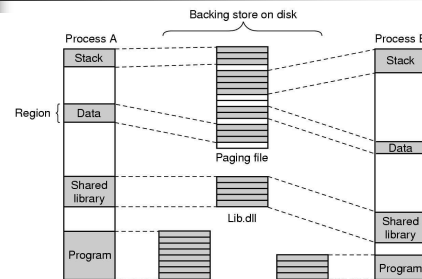 Backing store on disk
Process A
Process B
Stack
Stack
Region
Data
Paging file
Data
Shared
library
Lib.dll
Shared
library
Program
Program